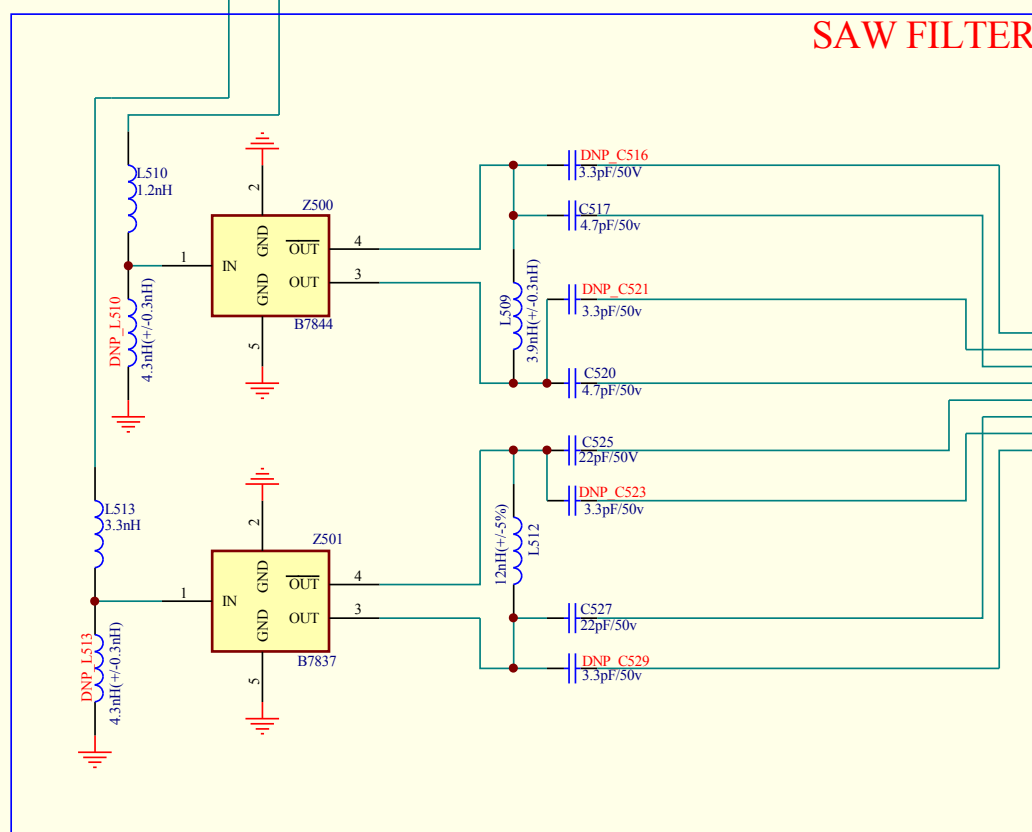 SAW FILTER
L510
1.2nH
DNP_L510
4.3nH(+/-0.3nH)
Z500
2
GND
1
IN
OUT
4
GND
OUT
3
5
B7844
DNP_C516
3.3pF/50V
C517
4.7pF/50v
L509
3.9nH(+/-0.3nH)
DNP_C521
3.3pF/50v
C520
4.7pF/50v
L513
3.3nH
DNP_L513
4.3nH(+/-0.3nH)
Z501
2
GND
1
IN
OUT
4
GND
OUT
3
5
B7837
C525
22pF/50V
DNP_C523
3.3pF/50v
12nH(+/-5%)
L512
C527
22pF/50v
DNP_C529
3.3pF/50v